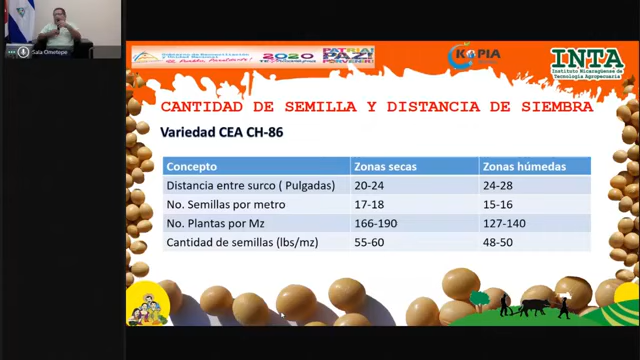 Sala Ometepe
2020
PATRIA!
PAZ!
PORVENIR!
KOPIA
INTA
Instituto Nicaragüense de
Tecnología Agropecuaria
CANTIDAD DE SEMILLA Y DISTANCIA DE SIEMBRA
Variedad CEA CH-86
Concepto Zonas secas Zonas húmedas
Distancia entre surco ( Pulgadas) 20-24 24-28
No. Semillas por metro 17-18 15-16
No. Plantas por Mz 166-190 127-140
Cantidad de semillas (lbs/mz) 55-60 48-50